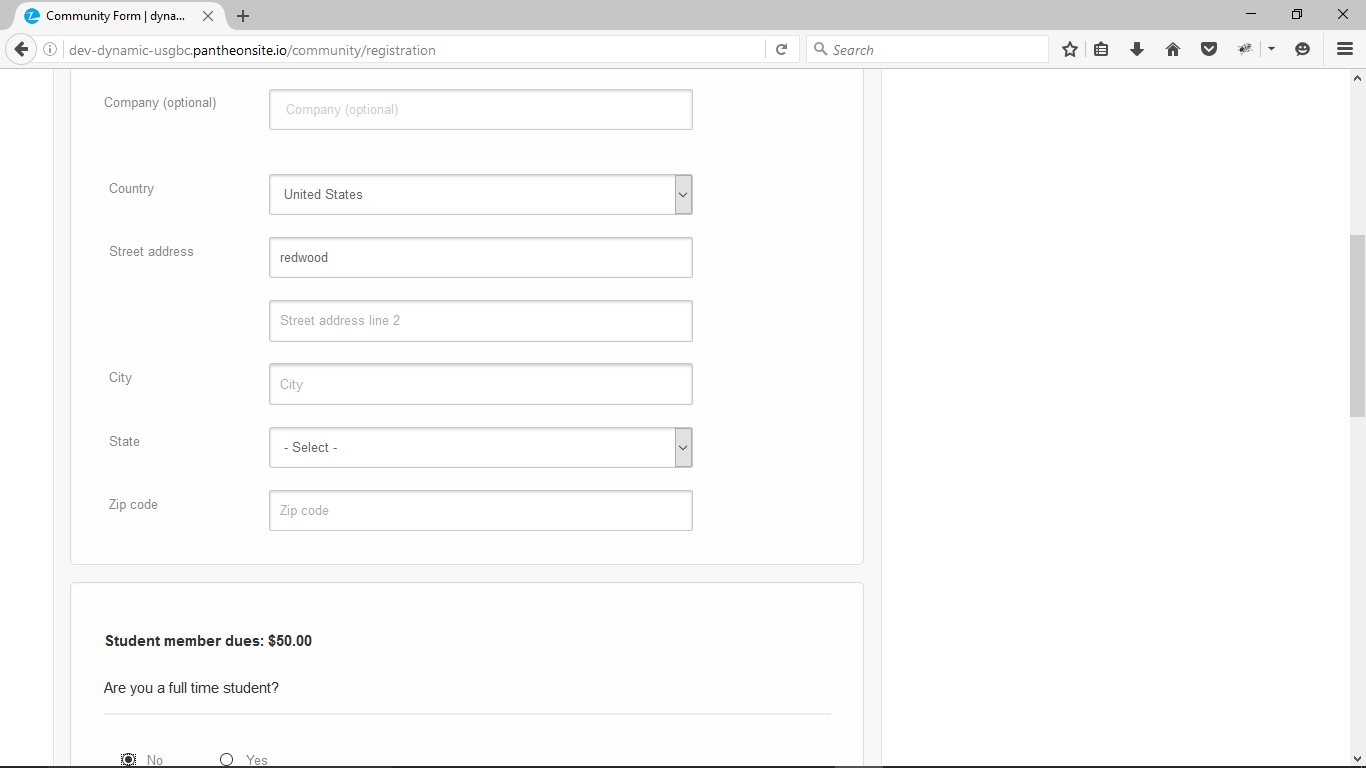 Community Form | dyna...
dev-dynamic-usgbc.pantheonsite.io/community/registration
Search
Company (optional)
Company (optional)
Country
United States
Street address
redwood
Street address line 2
City
City
State
- Select -
Zip code
Zip code
Student member dues: $50.00
Are you a full time student?
No
Yes